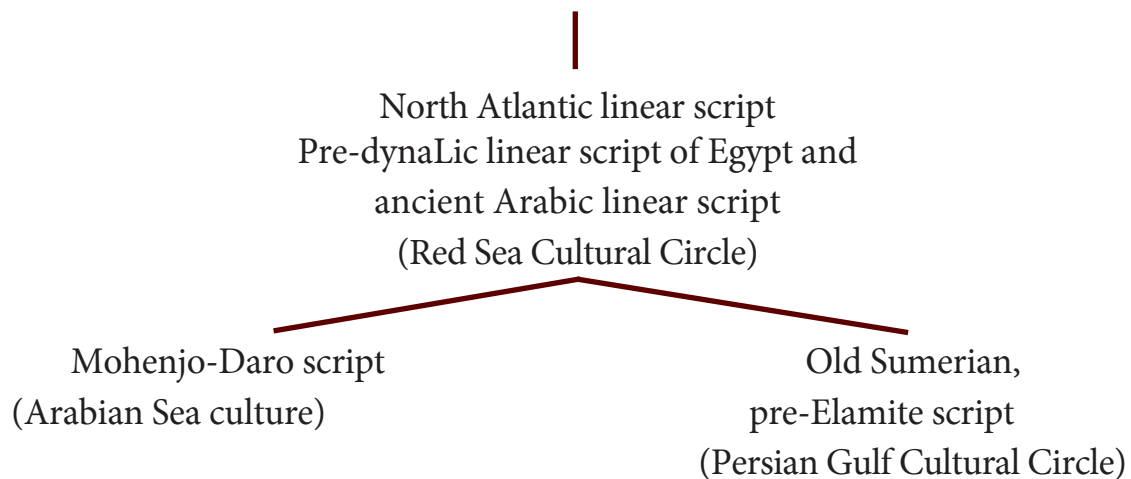 North Atlantic linear script
Pre-dynaLic linear script of Egypt and
ancient Arabic linear script
(Red Sea Cultural Circle)
Mohenjo-Daro script
(Arabian Sea culture)
Old Sumerian,
pre-Elamite script
(Persian Gulf Cultural Circle)